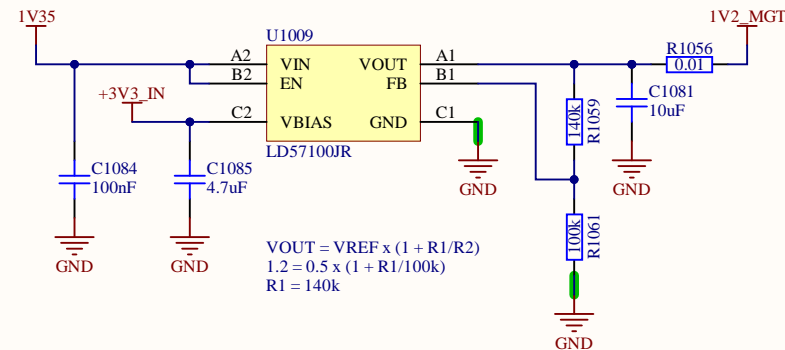 1V35
U1009
1V2_MGT
A2
VIN
VOUT
A1
R1056
0.01
B2
EN
FB
B1
+3V3_IN
C2
VBIAS
GND
C1
LD57100JR
140k
R1059
C1081
10uF
C1084
100nF
C1085
4.7uF
GND
GND
100k
R1061
GND
GND
VOUT = VREF x (1 + R1/R2)
1.2 = 0.5 x (1 + R1/100k)
R1 = 140k
GND